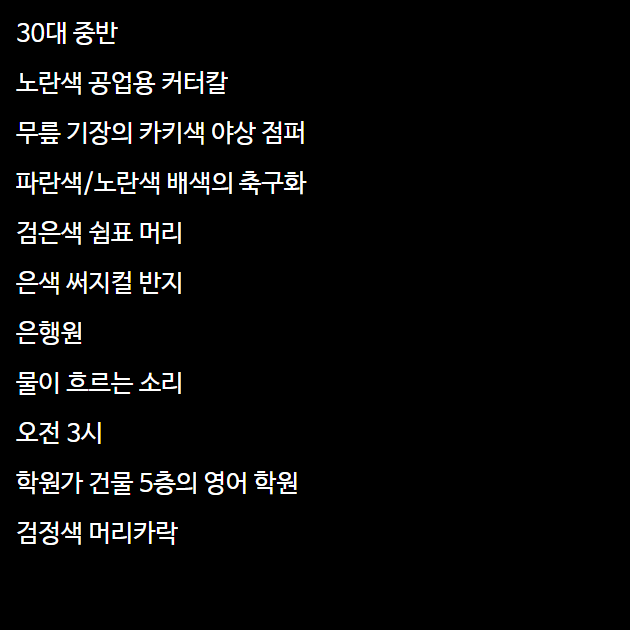 30대 중반
노란색 공업용 커터칼
무릎 기장의 카키색 야상 점퍼
파란색/노란색 배색의 축구화
검은색 쉼표 머리
은색 써지컬 반지
은행원
물이 흐르는 소리
오전 3시
학원가 건물 5층의 영어 학원
검정색 머리카락